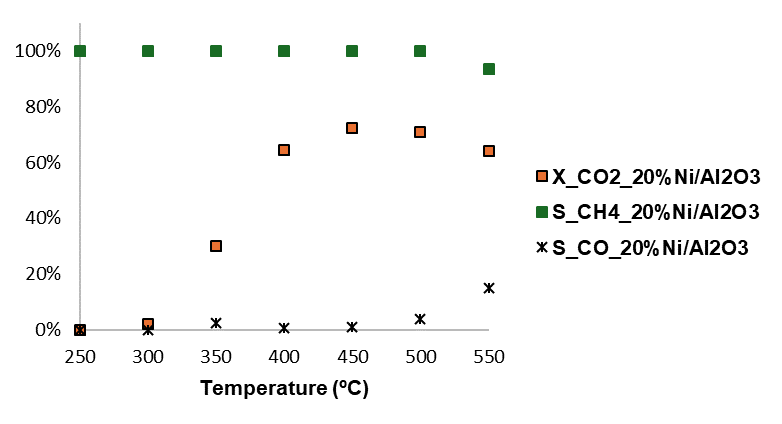 100%
80%
60%
40%
20%
0%
250 300 350 400 450 500 550
Temperature (ºC)
X_CO2_20%Ni/Al2O3
S_CH4_20%Ni/Al2O3
S_CO_20%Ni/Al2O3